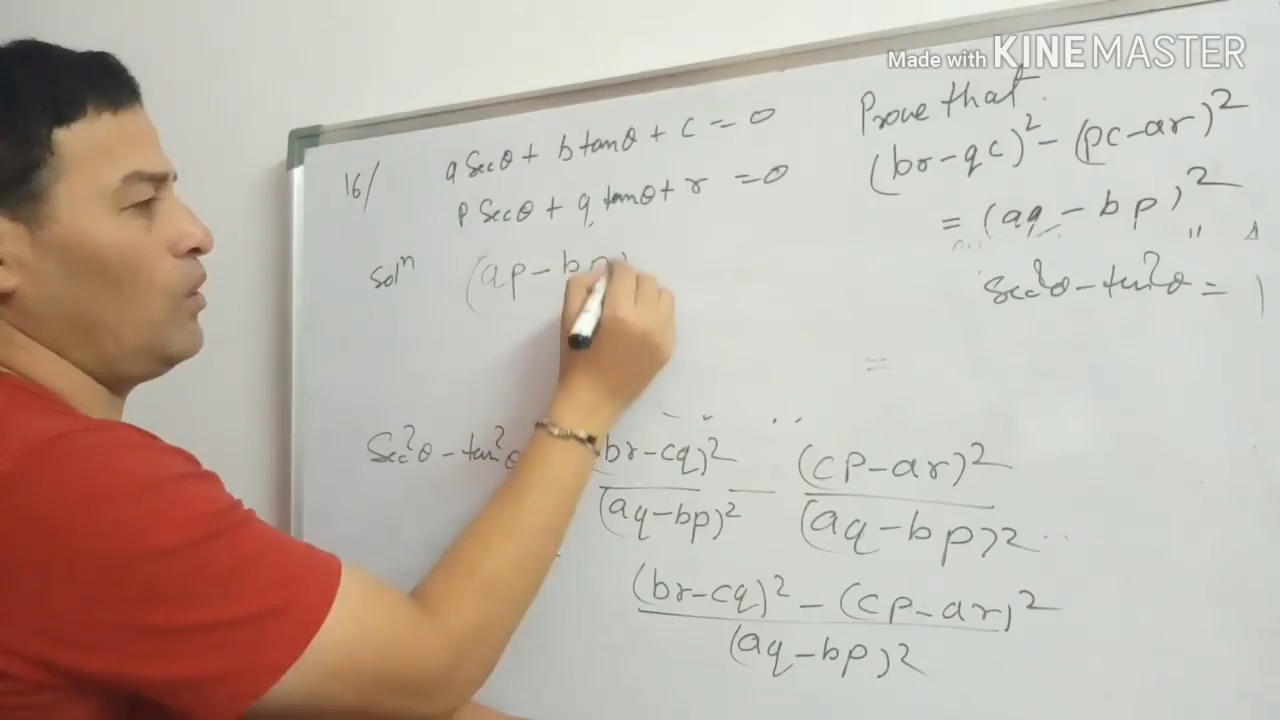 Made with KINEMASTER
16/ a Secθ + b tanθ + c = 0
p Secθ + q tanθ + r = 0
Prove that
(br - qc)² - (pc - ar)²
= (aq - bp)²
Sec²θ - tan²θ = 1
Solⁿ (ap - bp)
Sec²θ - tan²θ
br - cq)² / (aq - bp)² - (cp - ar)² / (aq - bp)²
(br - cq)² - (cp - ar)²
(aq - bp)²